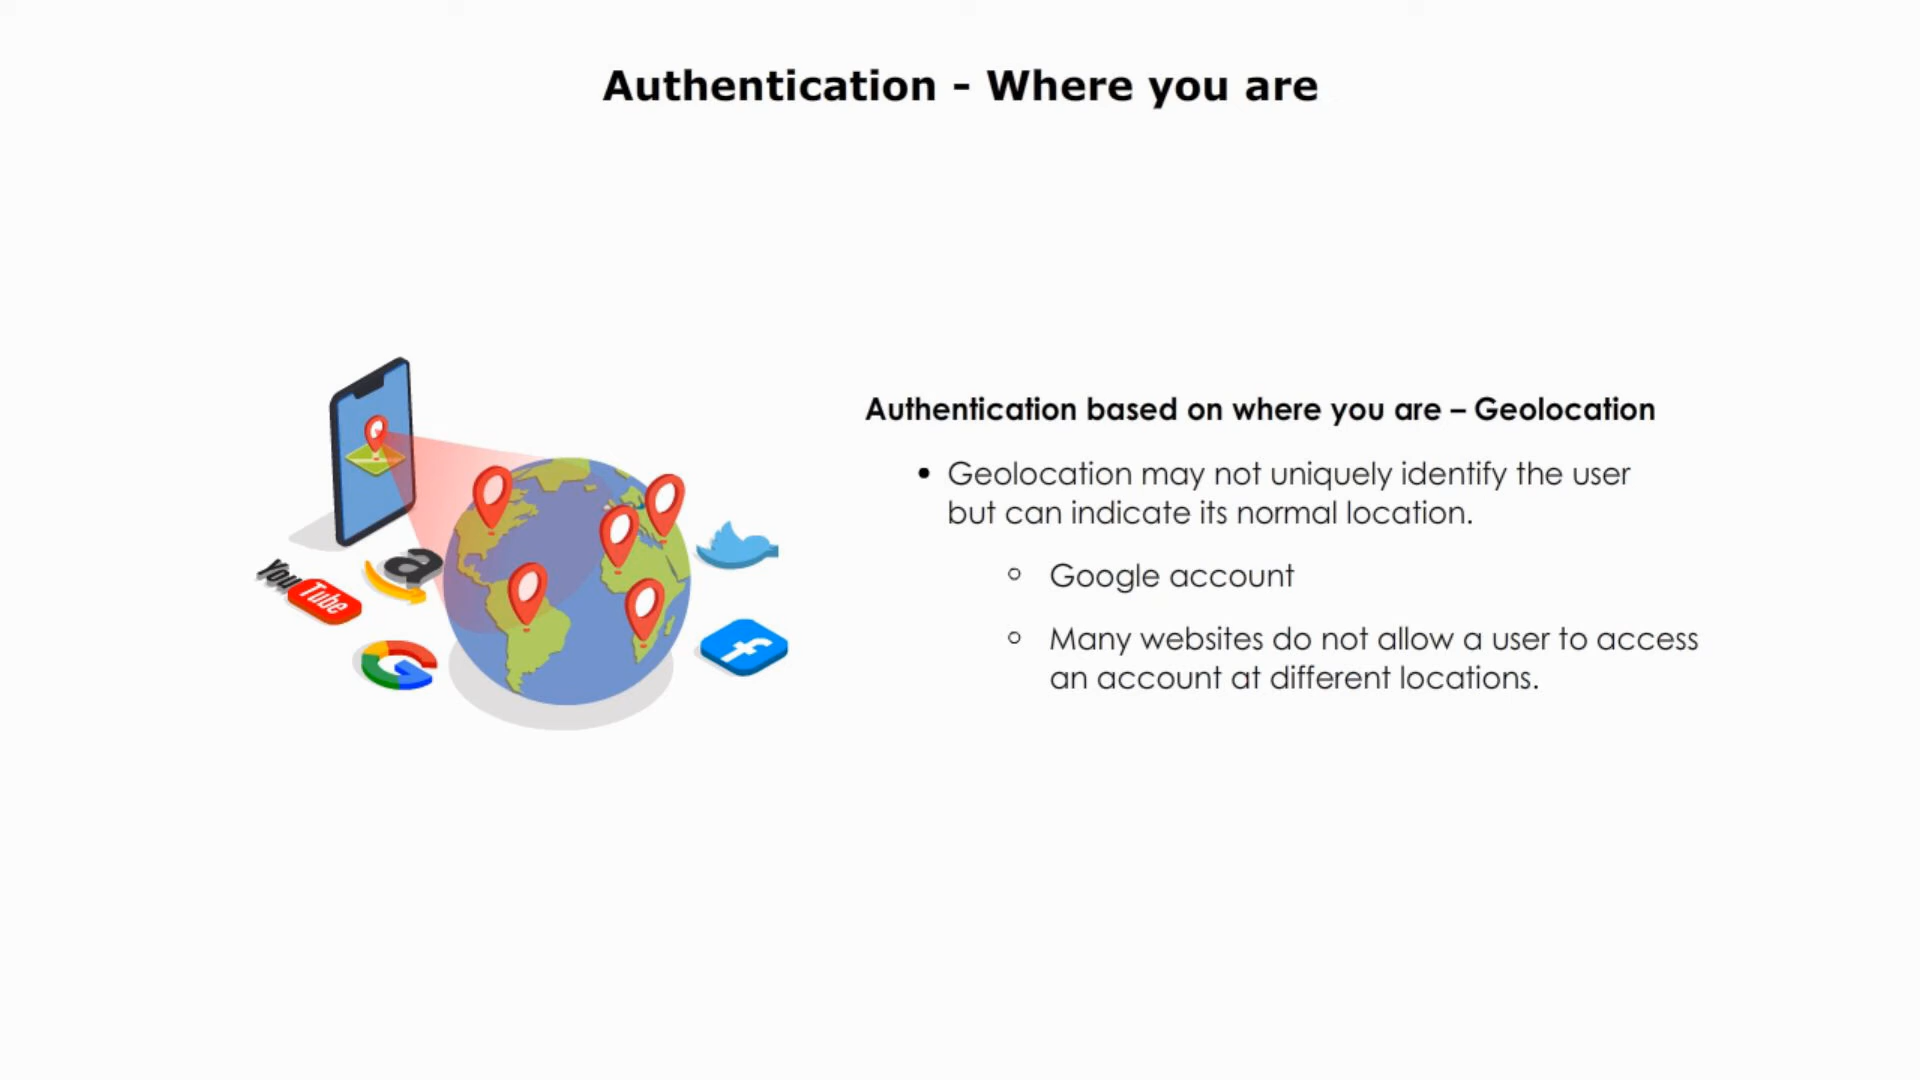 Authentication - Where you are
Authentication based on where you are – Geolocation
• Geolocation may not uniquely identify the user
but can indicate its normal location.
○ Google account
○ Many websites do not allow a user to access
an account at different locations.
You
Tube
a
G
f